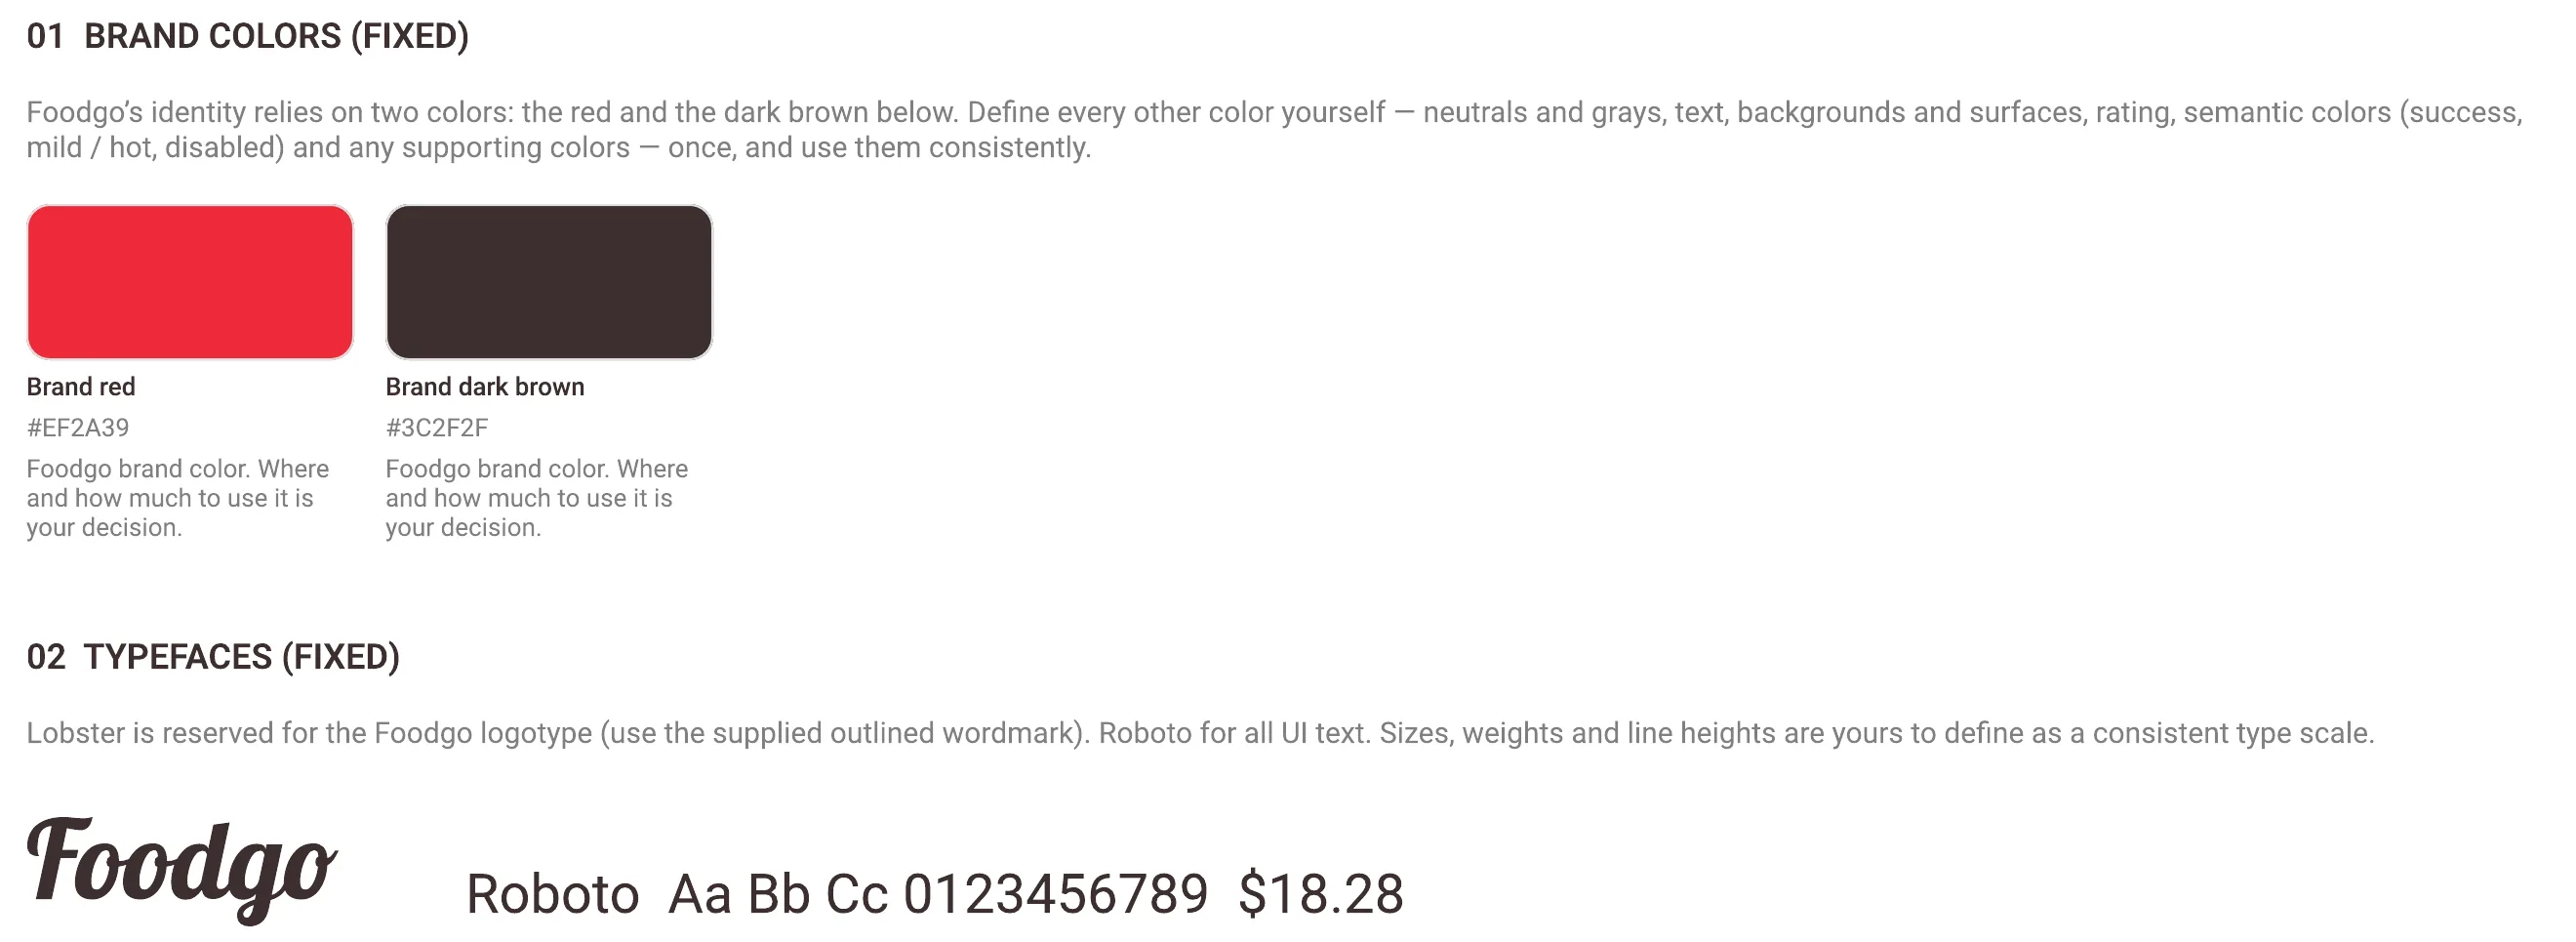 01 BRAND COLORS (FIXED)
Foodgo’s identity relies on two colors: the red and the dark brown below. Define every other color yourself — neutrals and grays, text, backgrounds and surfaces, rating, semantic colors (success,
mild / hot, disabled) and any supporting colors — once, and use them consistently.
Brand red
#EF2A39
Foodgo brand color. Where
and how much to use it is
your decision.
Brand dark brown
#3C2F2F
Foodgo brand color. Where
and how much to use it is
your decision.
02 TYPEFACES (FIXED)
Lobster is reserved for the Foodgo logotype (use the supplied outlined wordmark). Roboto for all UI text. Sizes, weights and line heights are yours to define as a consistent type scale.
Foodgo
Roboto Aa Bb Cc 0123456789 $18.28